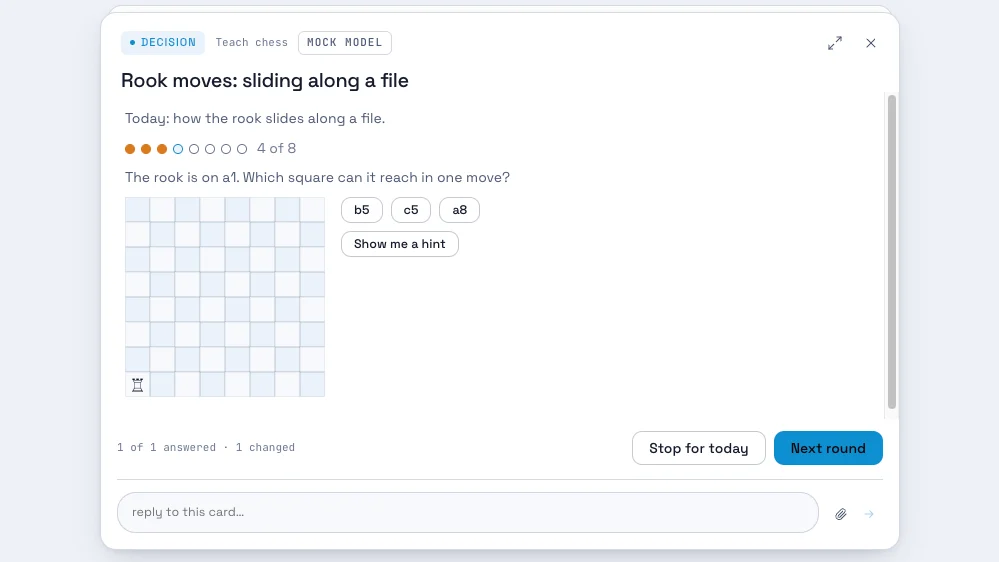 DECISION Teach chess MOCK MODEL
Rook moves: sliding along a file
Today: how the rook slides along a file.
4 of 8
The rook is on a1. Which square can it reach in one move?
b5 c5 a8
Show me a hint
1 of 1 answered · 1 changed
Stop for today Next round
reply to this card…